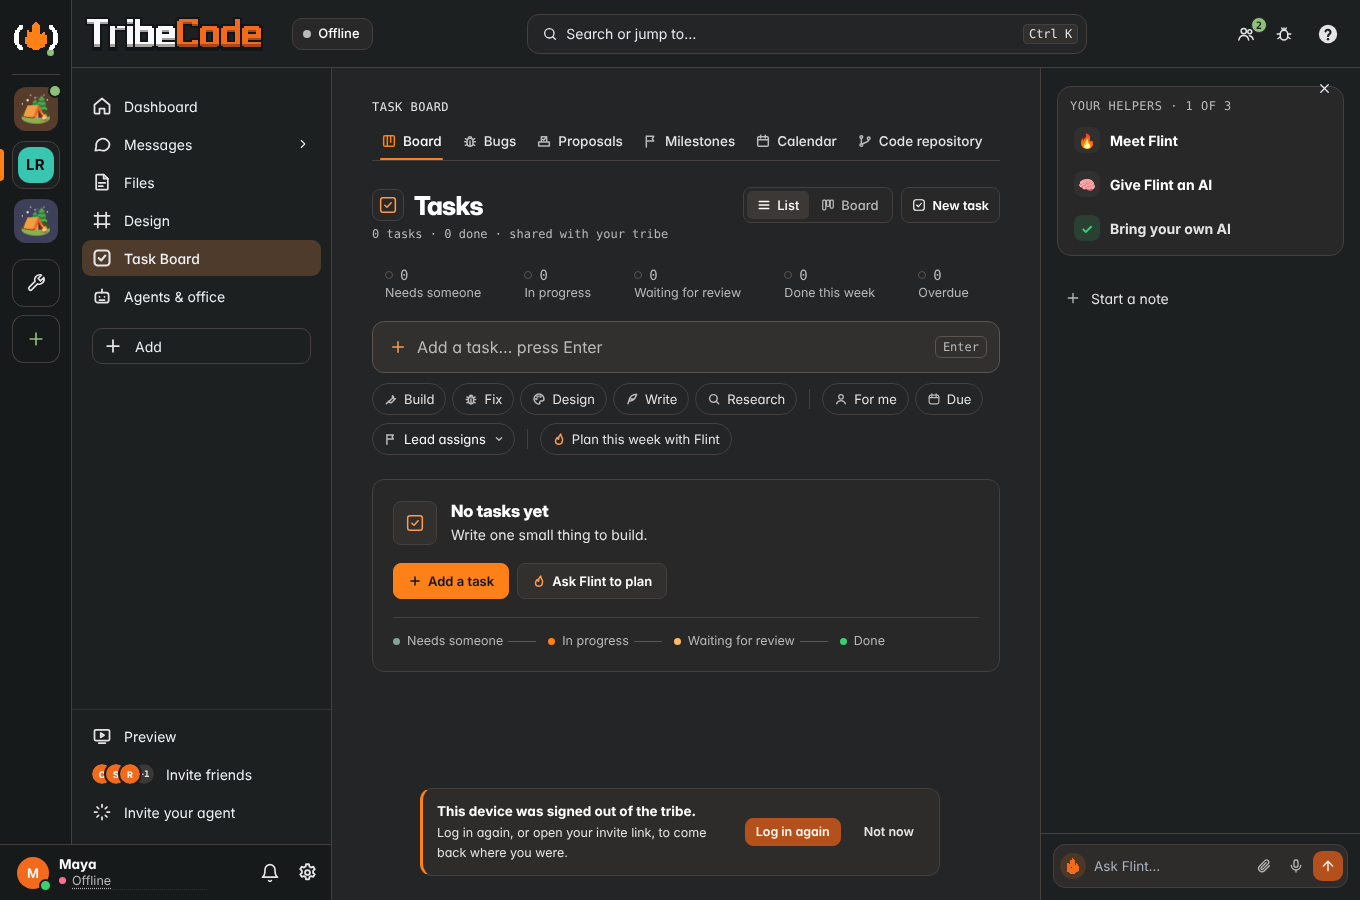 TribeCode
Offline
Search or jump to...
Ctrl K
2
LR
Dashboard
Messages
Files
Design
Task Board
Agents & office
Add
Preview
R
Invite friends
Invite your agent
M
Maya
Offline
TASK BOARD
Board
Bugs
Proposals
Milestones
Calendar
Code repository
Tasks
List
Board
New task
0 tasks · 0 done · shared with your tribe
0
Needs someone
0
In progress
0
Waiting for review
0
Done this week
0
Overdue
Add a task... press Enter
Enter
Build
Fix
Design
Write
Research
For me
Due
Lead assigns
Plan this week with Flint
No tasks yet
Write one small thing to build.
Add a task
Ask Flint to plan
Needs someone
In progress
Waiting for review
Done
This device was signed out of the tribe.
Log in again, or open your invite link, to come
back where you were.
Log in again
Not now
YOUR HELPERS · 1 OF 3
Meet Flint
Give Flint an AI
Bring your own AI
Start a note
Ask Flint...